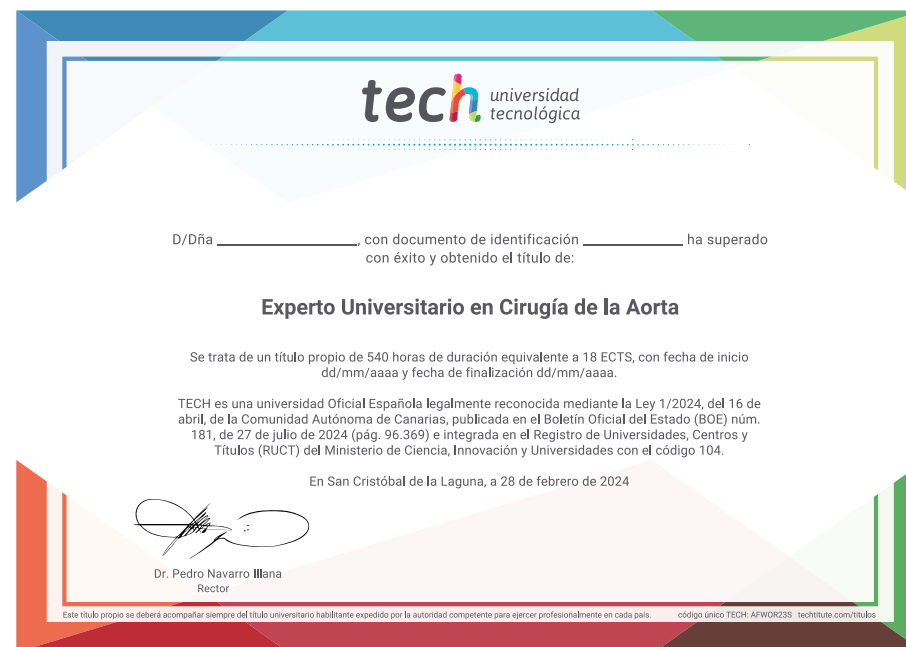 tech universidad
tecnológica
D/Dña ____________, con documento de identificación ____________ ha superado
con éxito y obtenido el título de:
Experto Universitario en Cirugía de la Aorta
Se trata de un título propio de 540 horas de duración equivalente a 18 ECTS, con fecha de inicio
dd/mm/aaaa y fecha de finalización dd/mm/aaaa.
TECH es una universidad Oficial Española legalmente reconocida mediante la Ley 1/2024, del 16 de
abril, de la Comunidad Autónoma de Canarias, publicada en el Boletín Oficial del Estado (BOE) núm.
181, de 27 de julio de 2024 (pág. 96.369) e integrada en el Registro de Universidades, Centros y
Títulos (RUCT) del Ministerio de Ciencia, Innovación y Universidades con el código 104.
En San Cristóbal de la Laguna, a 28 de febrero de 2024
Dr. Pedro Navarro Illana
Rector
Este título propio se deberá acompañar siempre del título universitario habilitante expedido por la autoridad competente para ejercer profesionalmente en cada país. código único TECH: AFWOR23S techtitute.com/titulos